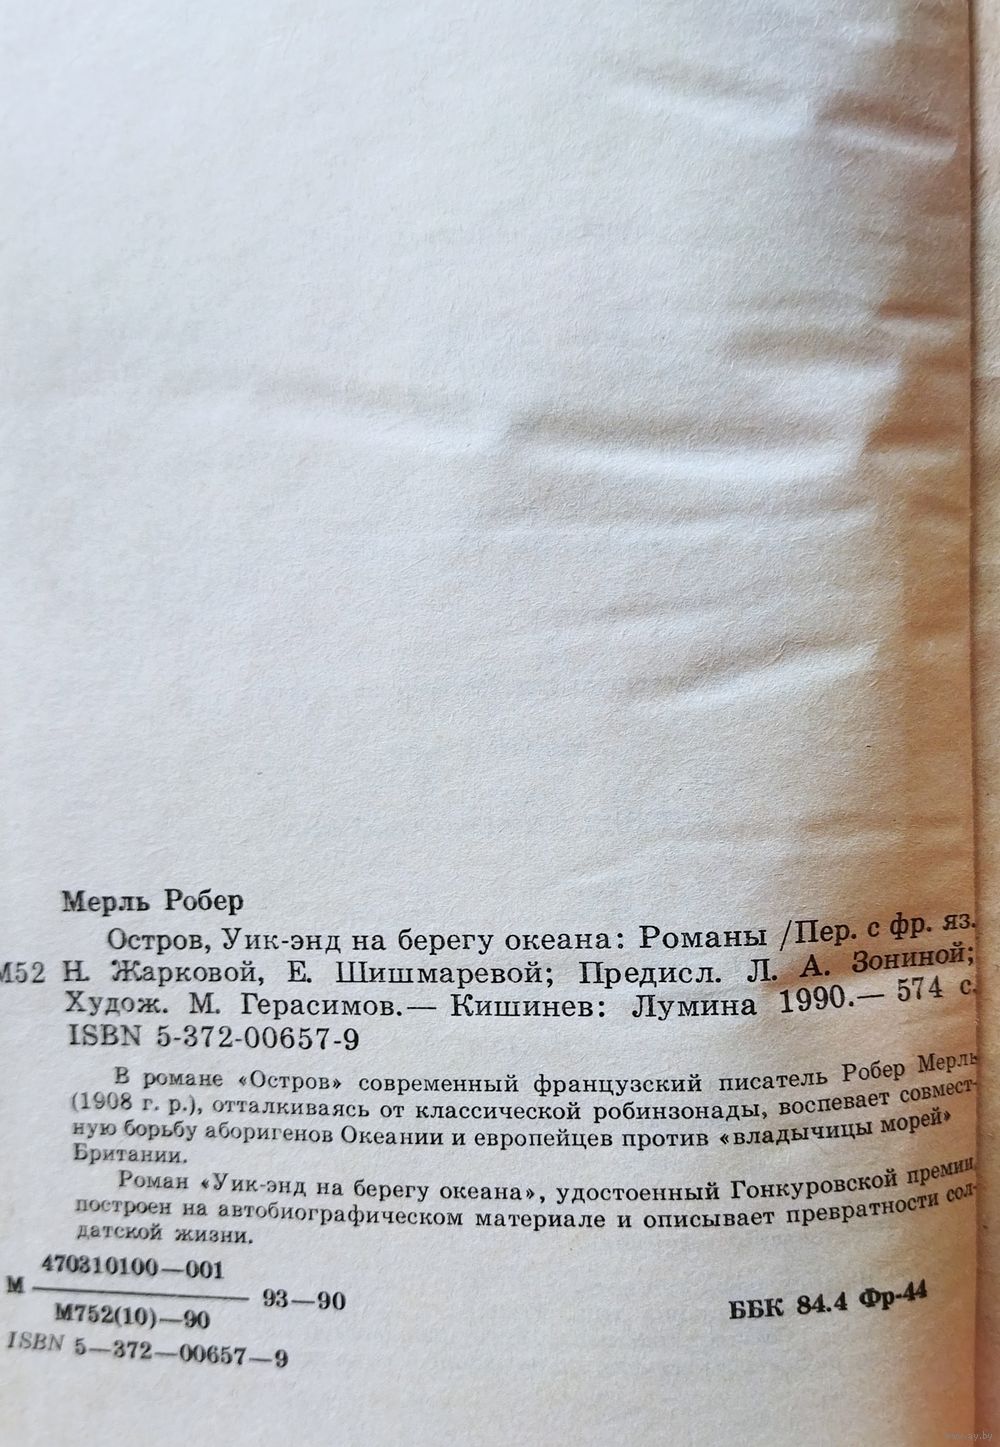 Мерль Робер
Остров, Уик-энд на берегу океана: Романы /Пер. с фр. яз.
М52 Н. Жарковой, Е. Шишмаревой; Предисл. Л. А. Зониной;
Худож. М. Герасимов.— Кишинев: Лумина 1990.— 574 с.
ISBN 5-372-00657-9
В романе «Остров» современный французский писатель Робер Мерль
(1908 г. р.), отталкиваясь от классической робинзонады, воспевает совмест-
ную борьбу аборигенов Океании и европейцев против «владычицы морей»
Британии.
Роман «Уик-энд на берегу океана», удостоенный Гонкуровской премии,
построен на автобиографическом материале и описывает превратности сол-
датской жизни.
470310100—001
М 93—90
М752(10)—90
ББК 84.4 Фр-44
ISBN 5—372—00657—9
www.ay.by